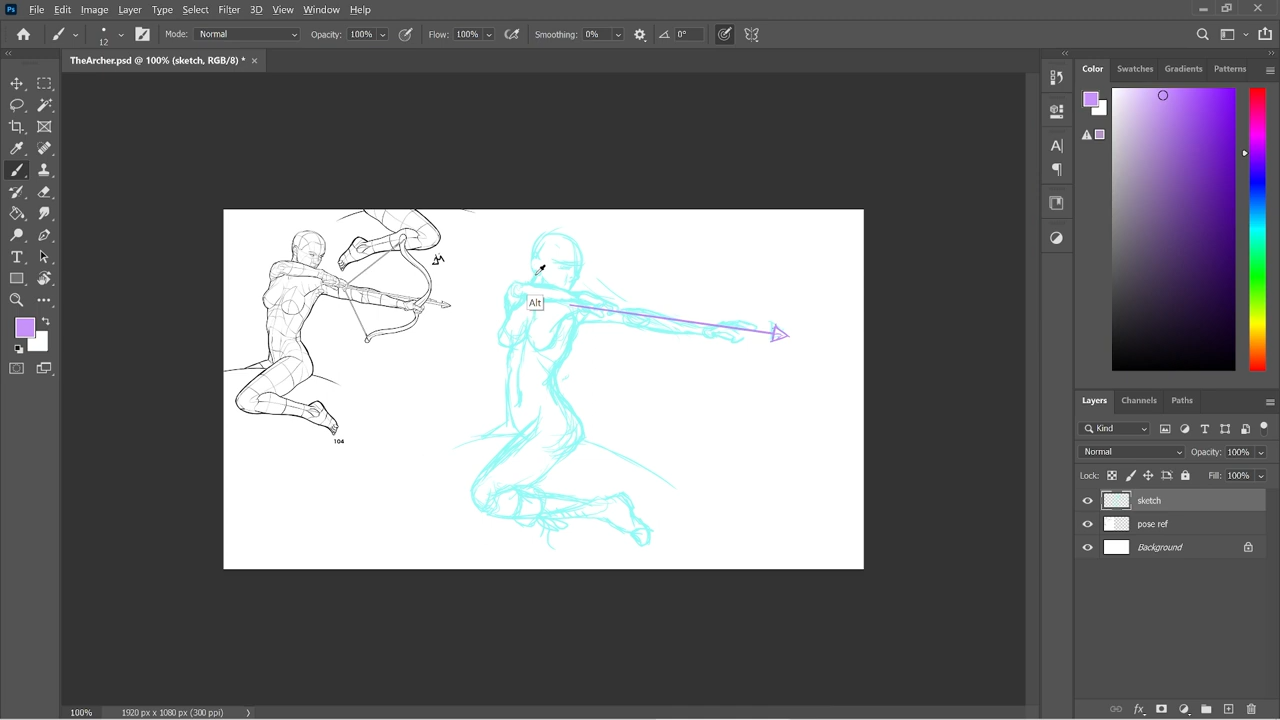 Ps File Edit Image Layer Type Select Filter 3D View Window Help
12 Mode: Normal Opacity: 100% Flow: 100% Smoothing: 0% 0°
TheArcher.psd @ 100% (sketch, RGB/8) *
Color Swatches Gradients Patterns
Alt
104
Layers Channels Paths
Kind
Normal Opacity: 100%
Lock: Fill: 100%
sketch
pose ref
Background
100% 1920 px x 1080 px (300 ppi)